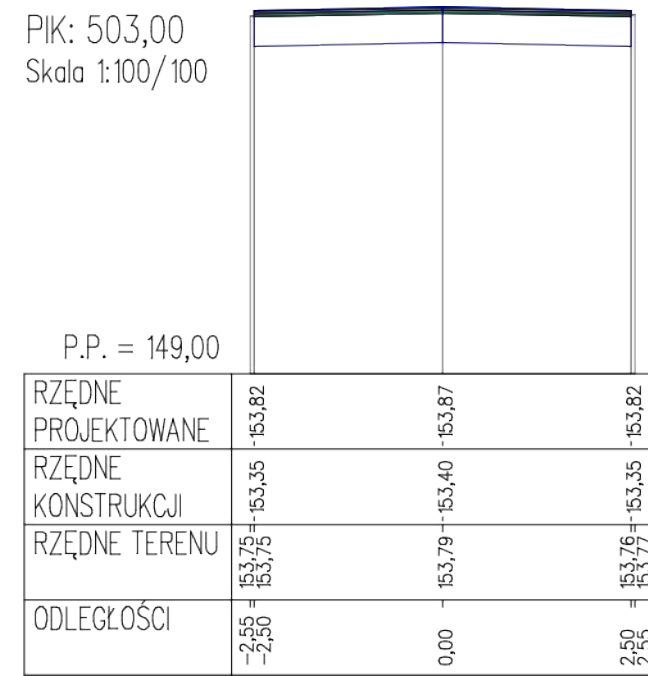 PIK: 503,00
Skala 1:100/100
P.P. = 149,00
RZĘDNE
PROJEKTOWANE
-153,82
-153,87
-153,82
RZĘDNE
KONSTRUKCJI
-153,35
-153,40
-153,35
RZĘDNE TERENU
153,75
153,75
153,79
153,76
153,77
ODLEGŁOŚCI
-2,55
-2,50
0,00
2,50
2,55